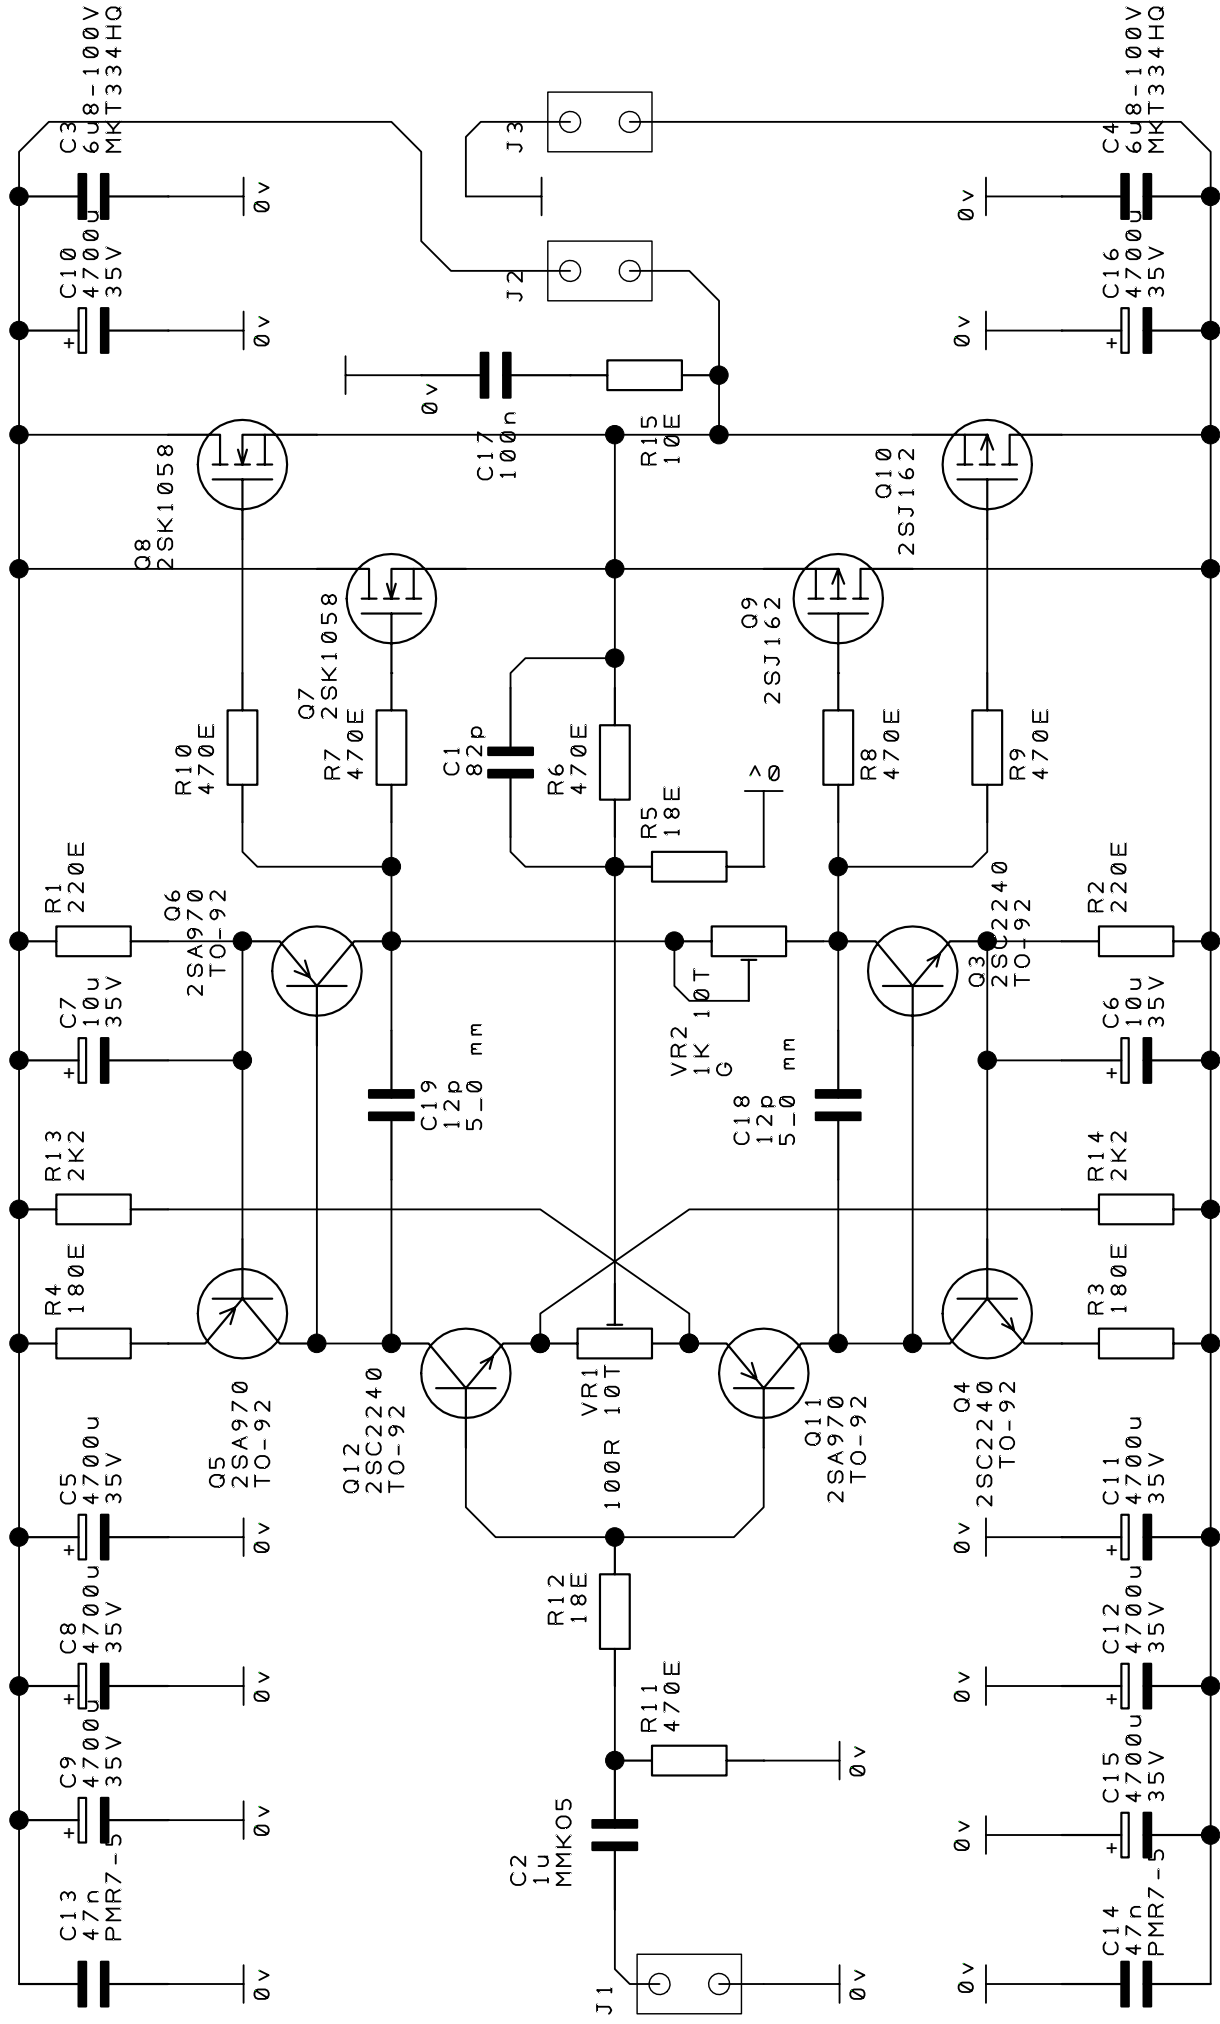 C3
6u8-100V
MKT334HQ
C10
4700u
35V
0v
0v
J3
J2
C4
6u8-100V
MKT334HQ
C16
4700u
35V
0v
0v
0v
C17
100n
R15
10E
Q8
2SK1058
Q7
2SK1058
Q10
2SJ162
Q9
2SJ162
R10
470E
R7
470E
C1
82p
R6
470E
R5
18E
0v
R8
470E
R9
470E
R1
220E
Q6
2SA970
TO-92
C7
10u
35V
C19
12p
5_0 mm
VR2
1K 10T
G
C18
12p
5_0 mm
Q3
2SC2240
TO-92
R2
220E
C6
10u
35V
R13
2K2
R14
2K2
R4
180E
R3
180E
Q5
2SA970
TO-92
Q12
2SC2240
TO-92
VR1
100R 10T
Q11
2SA970
TO-92
Q4
2SC2240
TO-92
C5
4700u
35V
0v
C8
4700u
35V
0v
C9
4700u
35V
0v
C13
47n
PMR7-5
0v
R12
18E
R11
470E
0v
C2
1u
MMK05
J1
0v
C11
4700u
35V
0v
C12
4700u
35V
0v
C15
4700u
35V
0v
C14
47n
PMR7-5
0v